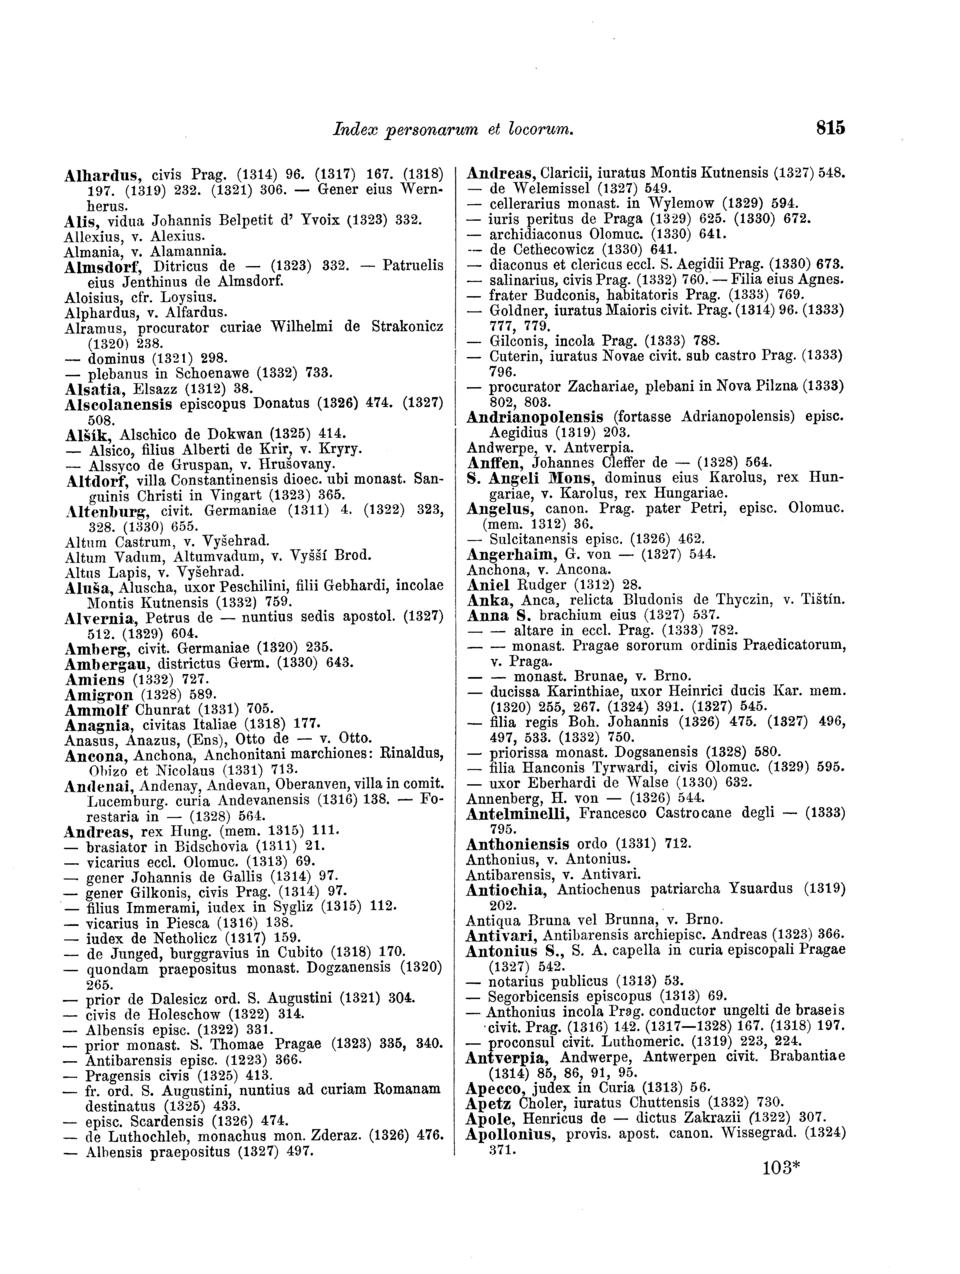 Index personarum et locorum.
815
Alhardus, civis Prag. (1314) 96. (1317) 167. (1318)
197. (1319) 232. (1321) 306. — Gener eius Wern-
herus.
Alis, vidua Johannis Belpetit d' Yvoix (1323) 332.
Allexius, v. Alexius.
Almania, v. Alamannia.
Almsdorf, Ditricus de — (1323) 332. — Patruelis
eius Jenthinus de Almsdorf.
Aloisius, cfr. Loysius.
Alphardus, v. Alfardus.
Alramus, procurator curiae Wilhelmi de Strakonicz
(1320) 238.
— dominus (1321) 298.
— plebanus in Schoenawe (1332) 733.
Alsatia, Elsazz (1312) 38.
Alscolanensis episcopus Donatus (1326) 474. (1327)
508.
Alšík, Alschico de Dokwan (1325) 414.
— Alsico, filius Alberti de Krir, v. Kryry.
— Alssyco de Gruspan, v. Hrušovany.
Altdorf, villa Constantinensis dioec. ubi monast. San-
guinis Christi in Vingart (1323) 365.
Altenburg, civit. Germaniae (1311) 4. (1322) 323,
328. (1330) 655.
Altum Castrum, v. Vyšehrad.
Altum Vadum, Altumvadum, v. Vyšší Brod.
Altus Lapis, v. Vyšehrad.
Aluša, Aluscha, uxor Peschilini, filii Gebhardi, incolae
Montis Kutnensis (1332) 759.
Alvernia, Petrus de — nuntius sedis apostol. (1327)
512. (1329) 604.
Amberg, civit. Germaniae (1320) 235.
Ambergau, districtus Germ. (1330) 643.
Amiens (1332) 727.
Amigron (1328) 589.
Ammolf Chunrat (1331) 705.
Anagnia, civitas Italiae (1318) 177.
Anasus, Anazus, (Ens), Otto de — v. Otto.
Ancona, Anchona, Anchonitani marchiones: Rinaldus,
Obizo et Nicolaus (1331) 713.
Andenai, Andenay, Andevan, Oberanven, villa in comit.
Lucemburg. curia Andevanensis (1316) 138. — Fo-
restaria in — (1328) 564.
Andreas, rex Hung. (mem. 1315) 111.
— brasiator in Bidschovia (1311) 21.
— vicarius eccl. Olomuc. (1313) 69.
— gener Johannis de Gallis (1314) 97.
— gener Gilkonis, civis Prag. (1314) 97.
— filius Immerami, iudex in Sygliz (1315) 112.
— vicarius in Piesca (1316) 138.
— iudex de Netholicz (1317) 159.
— de Junged, burggravius in Cubito (1318) 170.
— quondam praepositus monast. Dogzanensis (1320)
265.
— prior de Dalesicz ord. S. Augustini (1321) 304.
— civis de Holeschow (1322) 314.
— Albensis episc. (1322) 331.
— prior monast. S. Thomae Pragae (1323) 335, 340.
— Antibarensis episc. (1223) 366.
— Pragensis civis (1325) 413.
— fr. ord. S. Augustini, nuntius ad curiam Romanam
destinatus (1325) 433.
— episc. Scardensis (1326) 474.
— de Luthochleb, monachus mon. Zderaz. (1326) 476.
— Albensis praepositus (1327) 497.
Andreas, Claricii, iuratus Montis Kutnensis (1327) 548.
— de Welemissel (1327) 549.
— cellerarius monast. in Wylemow (1329) 594.
— iuris peritus de Praga (1329) 625. (1330) 672.
— archidiaconus Olomuc. (1330) 641.
— de Cethecowicz (1330) 641.
— diaconus et clericus eccl. S. Aegidii Prag. (1330) 673.
— salinarius, civis Prag. (1332) 760. — Filia eius Agnes.
— frater Budconis, habitatoris Prag. (1333) 769.
— Goldner, iuratus Maioris civit. Prag. (1314) 96. (1333)
777, 779.
— Gilconis, incola Prag. (1333) 788.
— Cuterin, iuratus Novae civit. sub castro Prag. (1333)
796.
— procurator Zachariae, plebani in Nova Pilzna (1333)
802, 803.
Andrianopolensis (fortasse Adrianopolensis) episc.
Aegidius (1319) 203.
Andwerpe, v. Antverpia.
Anffen, Johannes Cleffer de — (1328) 564.
S. Angeli Mons, dominus eius Karolus, rex Hun-
gariae, v. Karolus, rex Hungariae.
Angelus, canon. Prag. pater Petri, episc. Olomuc.
(mem. 1312) 36.
— Sulcitanensis episc. (1326) 462.
Angerhaim, G. von — (1327) 544.
Anchona, v. Ancona.
Aniel Rudger (1312) 28.
Anka, Anca, relicta Bludonis de Thyczin, v. Tištín.
Anna S. brachium eius (1327) 537.
— — altare in eccl. Prag. (1333) 782.
— — monast. Pragae sororum ordinis Praedicatorum,
v. Praga.
— — monast. Brunae, v. Brno.
— ducissa Karinthiae, uxor Heinrici ducis Kar. mem.
(1320) 255, 267. (1324) 391. (1327) 545.
— filia regis Boh. Johannis (1326) 475. (1327) 496,
497, 533. (1332) 750.
— priorissa monast. Dogsanensis (1328) 580.
— filia Hanconis Tyrwardi, civis Olomuc. (1329) 595.
— uxor Eberhardi de Walse (1330) 632.
Annenberg, H. von — (1326) 544.
Antelminelli, Francesco Castrocane degli — (1333)
795.
Anthoniensis ordo (1331) 712.
Anthonius, v. Antonius.
Antibarensis, v. Antivari.
Antiochia, Antiochenus patriarcha Ysuardus (1319)
202.
Antiqua Bruna vel Brunna, v. Brno.
Antivari, Antibarensis archiepisc. Andreas (1323) 366.
Antonius S., S. A. capella in curia episcopali Pragae
(1327) 542.
— notarius publicus (1313) 53.
— Segorbicensis episcopus (1313) 69.
— Anthonius incola Prag. conductor ungelti de braseis
civit. Prag. (1316) 142. (1317—1328) 167. (1318) 197.
— proconsul civit. Luthomeric. (1319) 223, 224.
Antverpia, Andwerpe, Antwerpen civit. Brabantiae
(1314) 85, 86, 91, 95.
Apecco, judex in Curia (1313) 56.
Apetz Choler, iuratus Chuttensis (1332) 730.
Apole, Henricus de — dictus Zakrazii (1322) 307.
Apollonius, provis. apost. canon. Wissegrad. (1324)
371.
103*